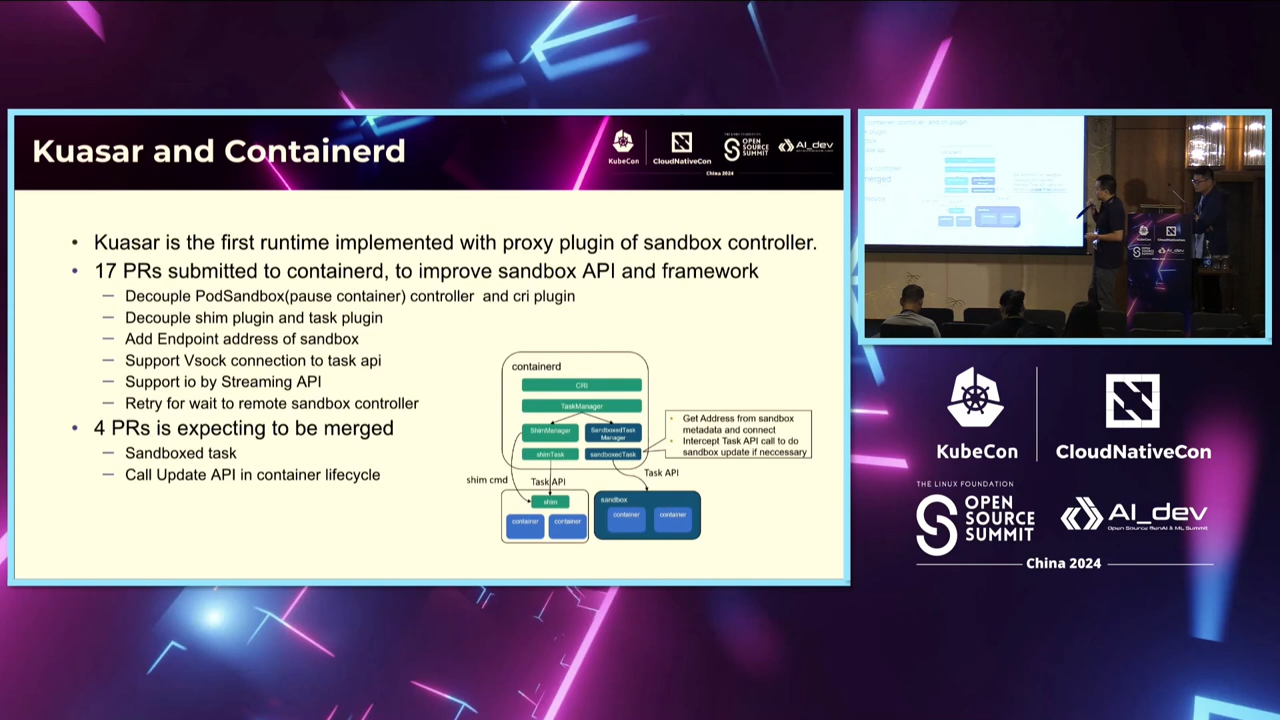 Kuasar and Containerd
KubeCon
CloudNativeCon
THE LINUX FOUNDATION
OPEN
SOURCE
SUMMIT
AI_dev
China 2024
• Kuasar is the first runtime implemented with proxy plugin of sandbox controller.
• 17 PRs submitted to containerd, to improve sandbox API and framework
– Decouple PodSandbox(pause container) controller and cri plugin
– Decouple shim plugin and task plugin
– Add Endpoint address of sandbox
– Support Vsock connection to task api
– Support io by Streaming API
– Retry for wait to remote sandbox controller
• 4 PRs is expecting to be merged
– Sandboxed task
– Call Update API in container lifecycle
containerd
CRI
TaskManager
ShimManager
SandboxedTask
Manager
shimTask
sandboxecTask
• Get Address from sandbox
metadata and connect
• Intercept Task API call to do
sandbox update if neccessary
shim cmd
Task API
Task API
shim
container
container
sandbox
container
container
KubeCon
CloudNativeCon
THE LINUX FOUNDATION
OPEN
SOURCE
SUMMIT
AI_dev
Open Source GenAI & ML Summit
China 2024